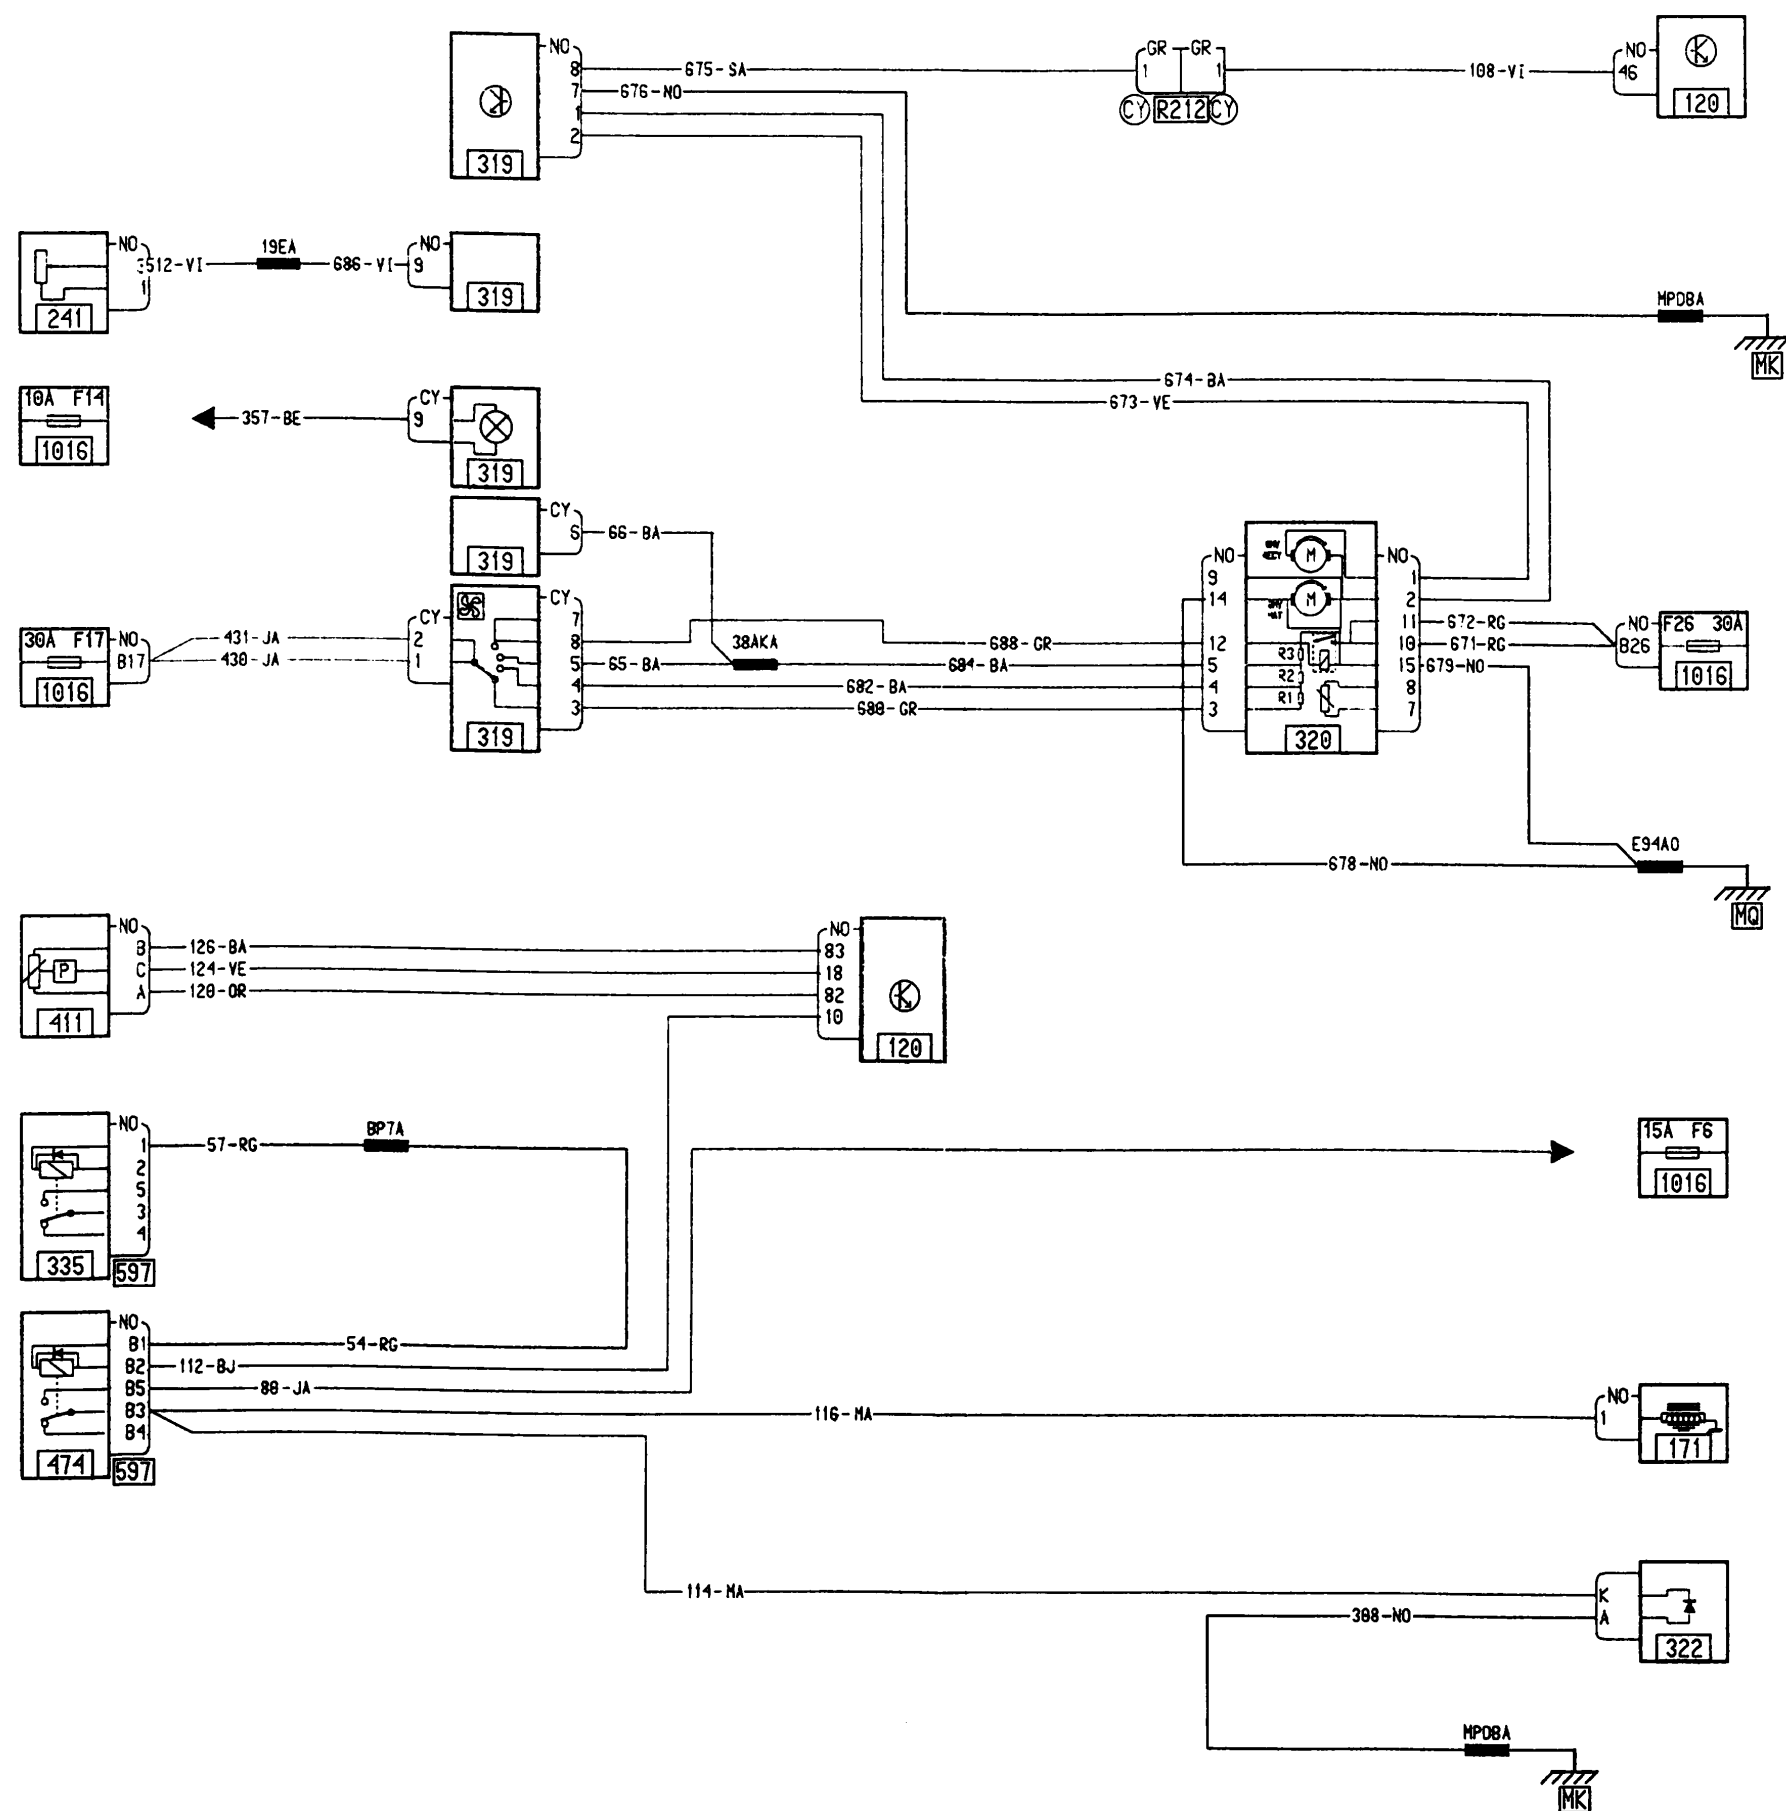 NO
8 675-SA
7 676-NO
1
2
319
GR GR
1 1
CY R212 CY
108-VI
NO
46
120
NO
512-VI
1
241
19EA
686-VI
NO
9
319
MPDBA
MK
674-BA
673-VE
10A F14
1016
357-BE
CY
9
319
CY
S 66-BA
319
30A F17
1016
NO
B17
431-JA
430-JA
CY
2
1
319
CY
7
8
5 65-BA
4
3
38AKA
688-GR
684-BA
682-BA
680-GR
NO
9
14
12
5
4
3
M
M
R3
R2
R1
320
NO
1
2
11 672-RG
10 671-RG
15 679-NO
8
7
NO
B26
F26 30A
1016
678-NO
E94AO
MQ
P
411
NO
B 126-BA
C 124-VE
A 120-OR
NO
83
18
82
10
120
335
NO
1 57-RG
2
5
3
4
597
BP7A
15A F6
1016
474
NO
B1 54-RG
B2 112-BJ
B5 88-JA
B3 116-MA
B4
597
NO
1
171
114-MA
388-NO
K
A
322
MPDBA
MK